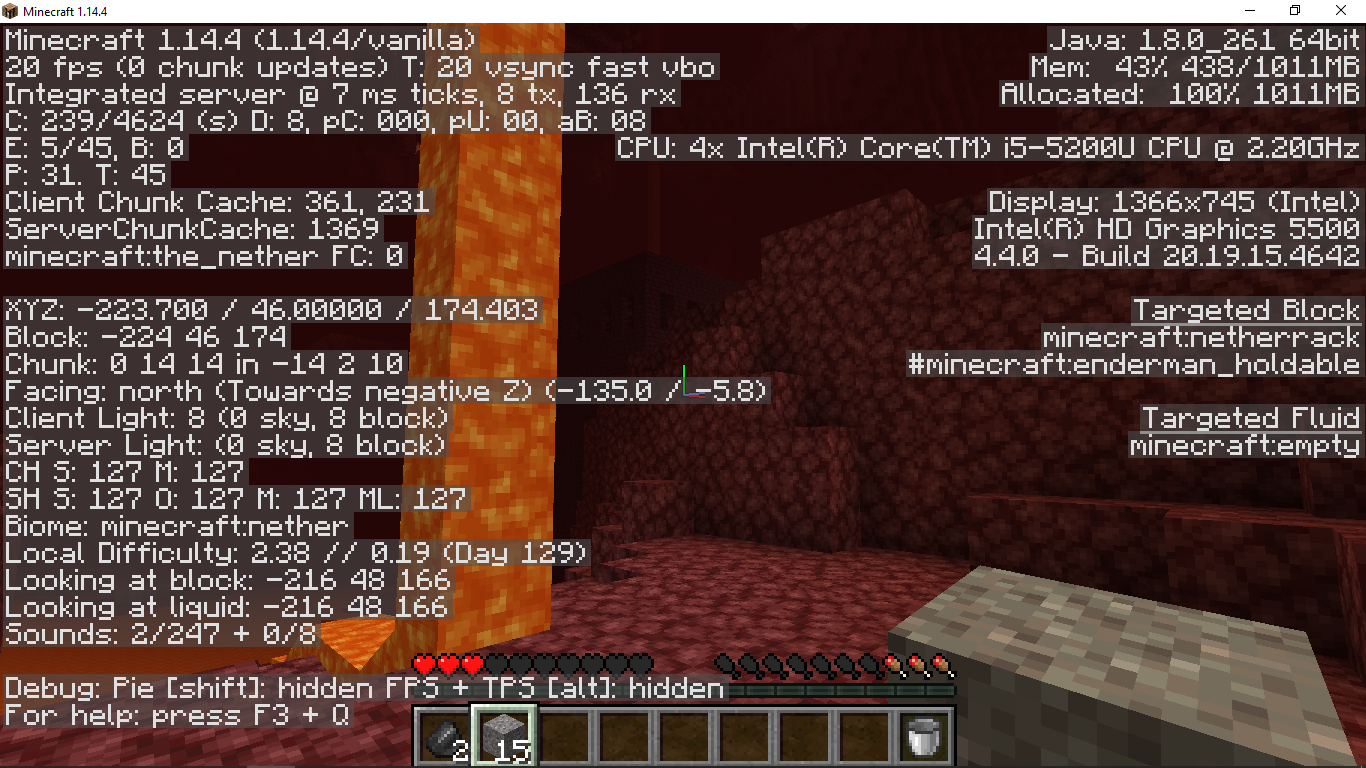 Minecraft 1.14.4
Minecraft 1.14.4 (1.14.4/vanilla)
20 fps (0 chunk updates) T: 20 vsync fast vbo
Integrated server @ 7 ms ticks, 8 tx, 136 rx
C: 239/4624 (s) D: 8, pC: 000, pU: 00, aB: 08
E: 5/45, B: 0
P: 31. T: 45
Client Chunk Cache: 361, 231
ServerChunkCache: 1369
minecraft:the_nether FC: 0
XYZ: -223.700 / 46.00000 / 174.403
Block: -224 46 174
Chunk: 0 14 14 in -14 2 10
Facing: north (Towards negative Z) (-135.0 / -5.8)
Client Light: 8 (0 sky, 8 block)
Server Light: (0 sky, 8 block)
CH S: 127 M: 127
SH S: 127 O: 127 M: 127 ML: 127
Biome: minecraft:nether
Local Difficulty: 2.38 // 0.19 (Day 129)
Looking at block: -216 48 166
Looking at liquid: -216 48 166
Sounds: 2/247 + 0/8
Debug: Pie [shift]: hidden FPS + TPS [alt]: hidden
For help: press F3 + Q
Java: 1.8.0_261 64bit
Mem: 43% 438/1011MB
Allocated: 100% 1011MB
CPU: 4x Intel(R) Core(TM) i5-5200U CPU @ 2.20GHz
Display: 1366x745 (Intel)
Intel(R) HD Graphics 5500
4.4.0 - Build 20.19.15.4642
Targeted Block
minecraft:netherrack
#minecraft:enderman_holdable
Targeted Fluid
minecraft:empty
2
15